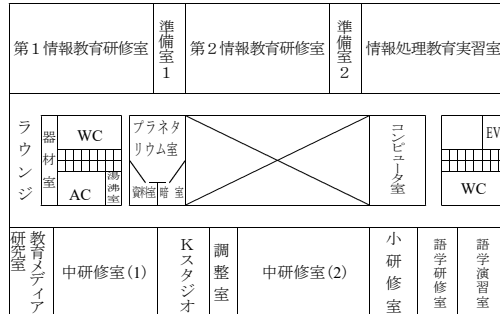 第1情報教育研修室
準備室1
第2情報教育研修室
準備室2
情報処理教育実習室
ラウンジ
器材室
WC
AC
湯沸室
プラネタ
リウム室
資料室
暗室
コンピュータ室
EV
WC
教育メディア
研究室
中研修室(1)
Kスタジオ
調整室
中研修室(2)
小研修室
語学研修室
語学演習室